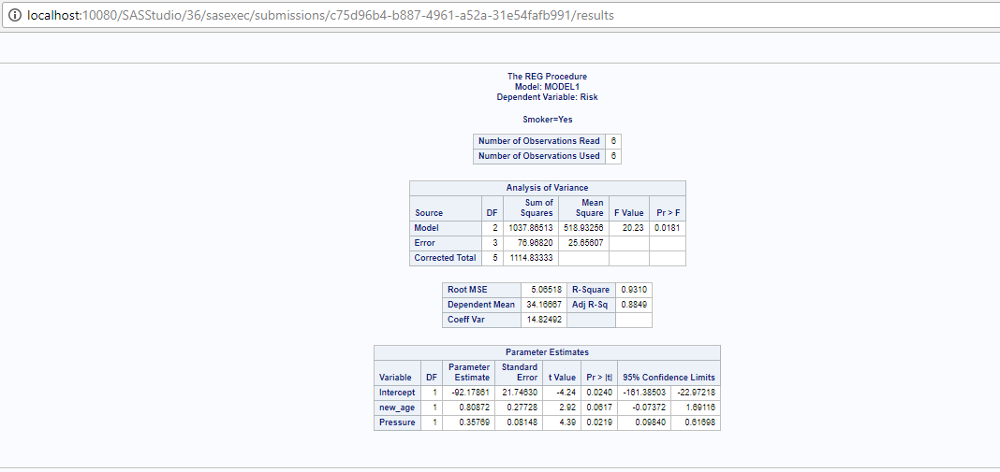 localhost:10080/SASStudio/36/sasexec/submissions/c75d96b4-b887-4961-a52a-31e54fafb991/results
The REG Procedure
Model: MODEL1
Dependent Variable: Risk
Smoker=Yes
Number of Observations Read 6
Number of Observations Used 6
Analysis of Variance
Source DF Sum of Squares Mean Square F Value Pr > F
Model 2 1037.86513 518.93256 20.23 0.0181
Error 3 76.96820 25.65607
Corrected Total 5 1114.83333
Root MSE 5.06518 R-Square 0.9310
Dependent Mean 34.16667 Adj R-Sq 0.8849
Coeff Var 14.82492
Parameter Estimates
Variable DF Parameter Estimate Standard Error t Value Pr > |t| 95% Confidence Limits
Intercept 1 -92.17861 21.74630 -4.24 0.0240 -161.38503 -22.97218
new_age 1 0.80872 0.27728 2.92 0.0617 -0.07372 1.69116
Pressure 1 0.35769 0.08148 4.39 0.0219 0.09840 0.61698